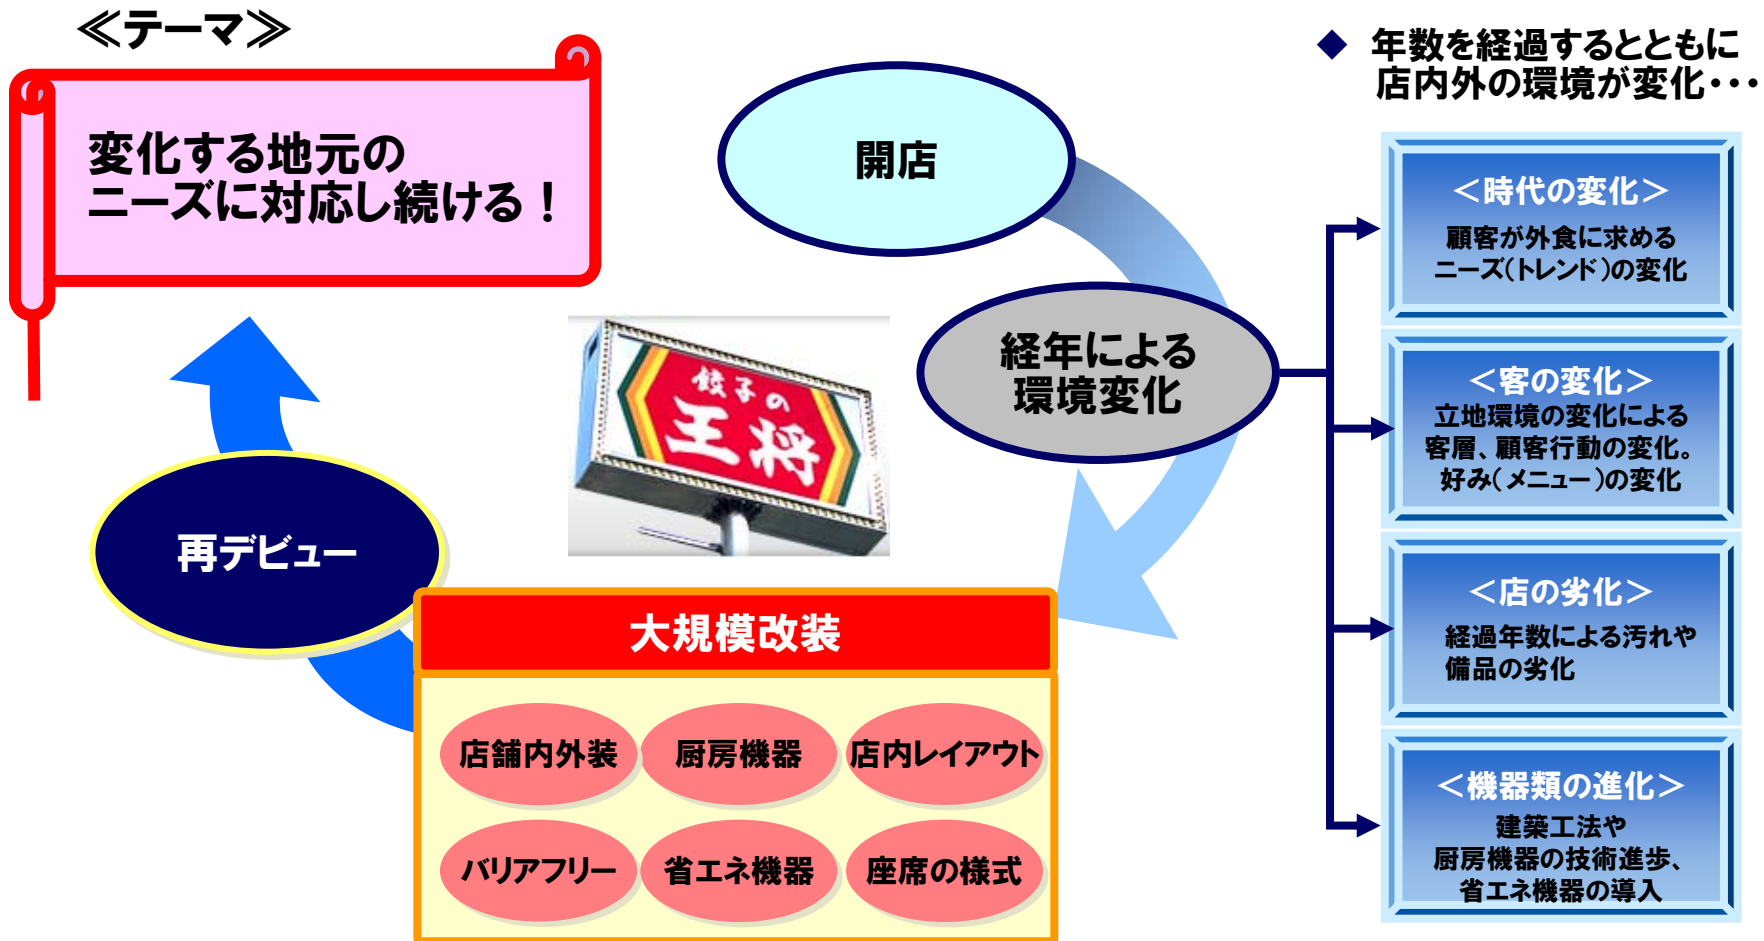 ≪テーマ≫
変化する地元の
ニーズに対応し続ける！
開店
経年による
環境変化
餃子の
王将
再デビュー
大規模改装
店舗内外装
厨房機器
店内レイアウト
バリアフリー
省エネ機器
座席の様式
◆ 年数を経過するとともに
店内外の環境が変化・・・
＜時代の変化＞
顧客が外食に求める
ニーズ（トレンド）の変化
＜客の変化＞
立地環境の変化による
客層、顧客行動の変化。
好み（メニュー）の変化
＜店の劣化＞
経過年数による汚れや
備品の劣化
＜機器類の進化＞
建築工法や
厨房機器の技術進歩、
省エネ機器の導入